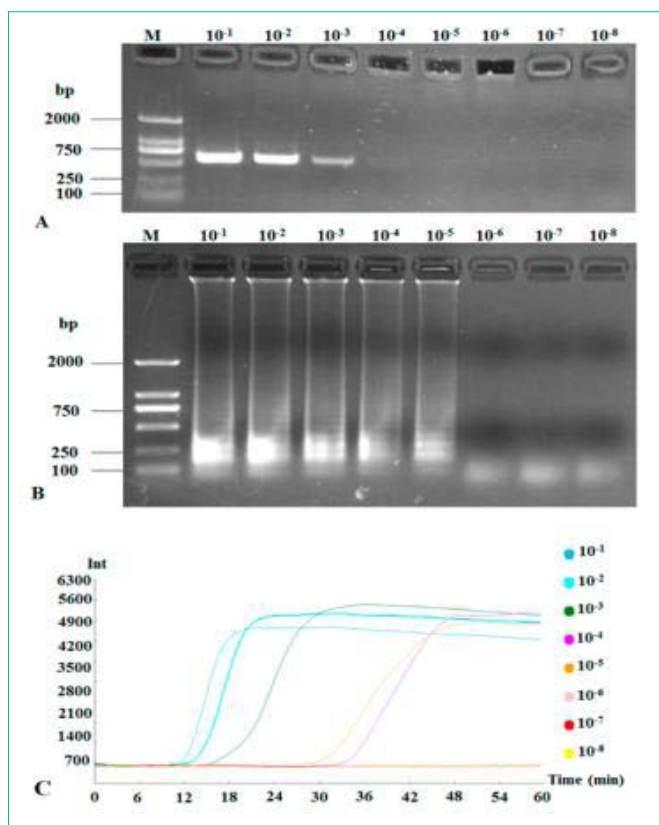 M 10⁻¹ 10⁻² 10⁻³ 10⁻⁴ 10⁻⁵ 10⁻⁶ 10⁻⁷ 10⁻⁸
bp
2000
750
250
100
A
M 10⁻¹ 10⁻² 10⁻³ 10⁻⁴ 10⁻⁵ 10⁻⁶ 10⁻⁷ 10⁻⁸
bp
2000
750
250
100
B
Int
6300
5600
4900
4200
3500
2800
2100
1400
700
10⁻¹
10⁻²
10⁻³
10⁻⁴
10⁻⁵
10⁻⁶
10⁻⁷
10⁻⁸
Time (min)
C
0 6 12 18 24 30 36 42 48 54 60